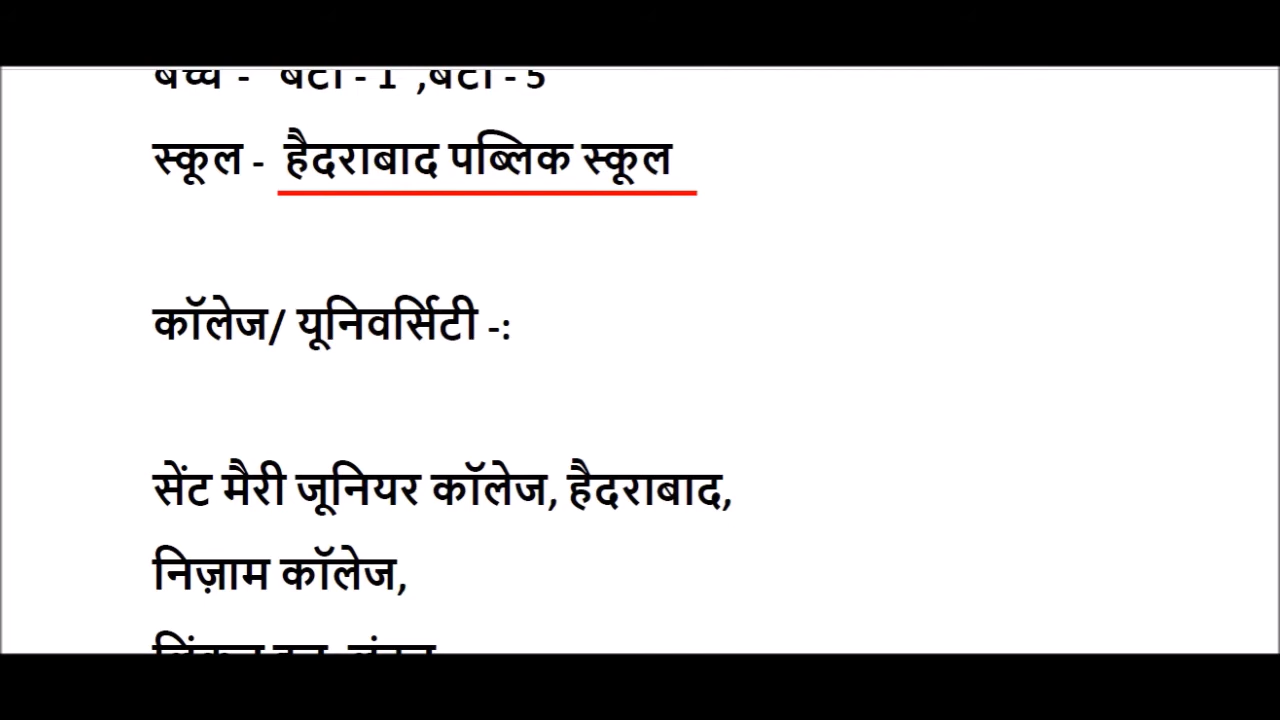 स्कूल - हैदराबाद पब्लिक स्कूल
कॉलेज/ यूनिवर्सिटी -:
सेंट मैरी जूनियर कॉलेज, हैदराबाद,
निज़ाम कॉलेज,